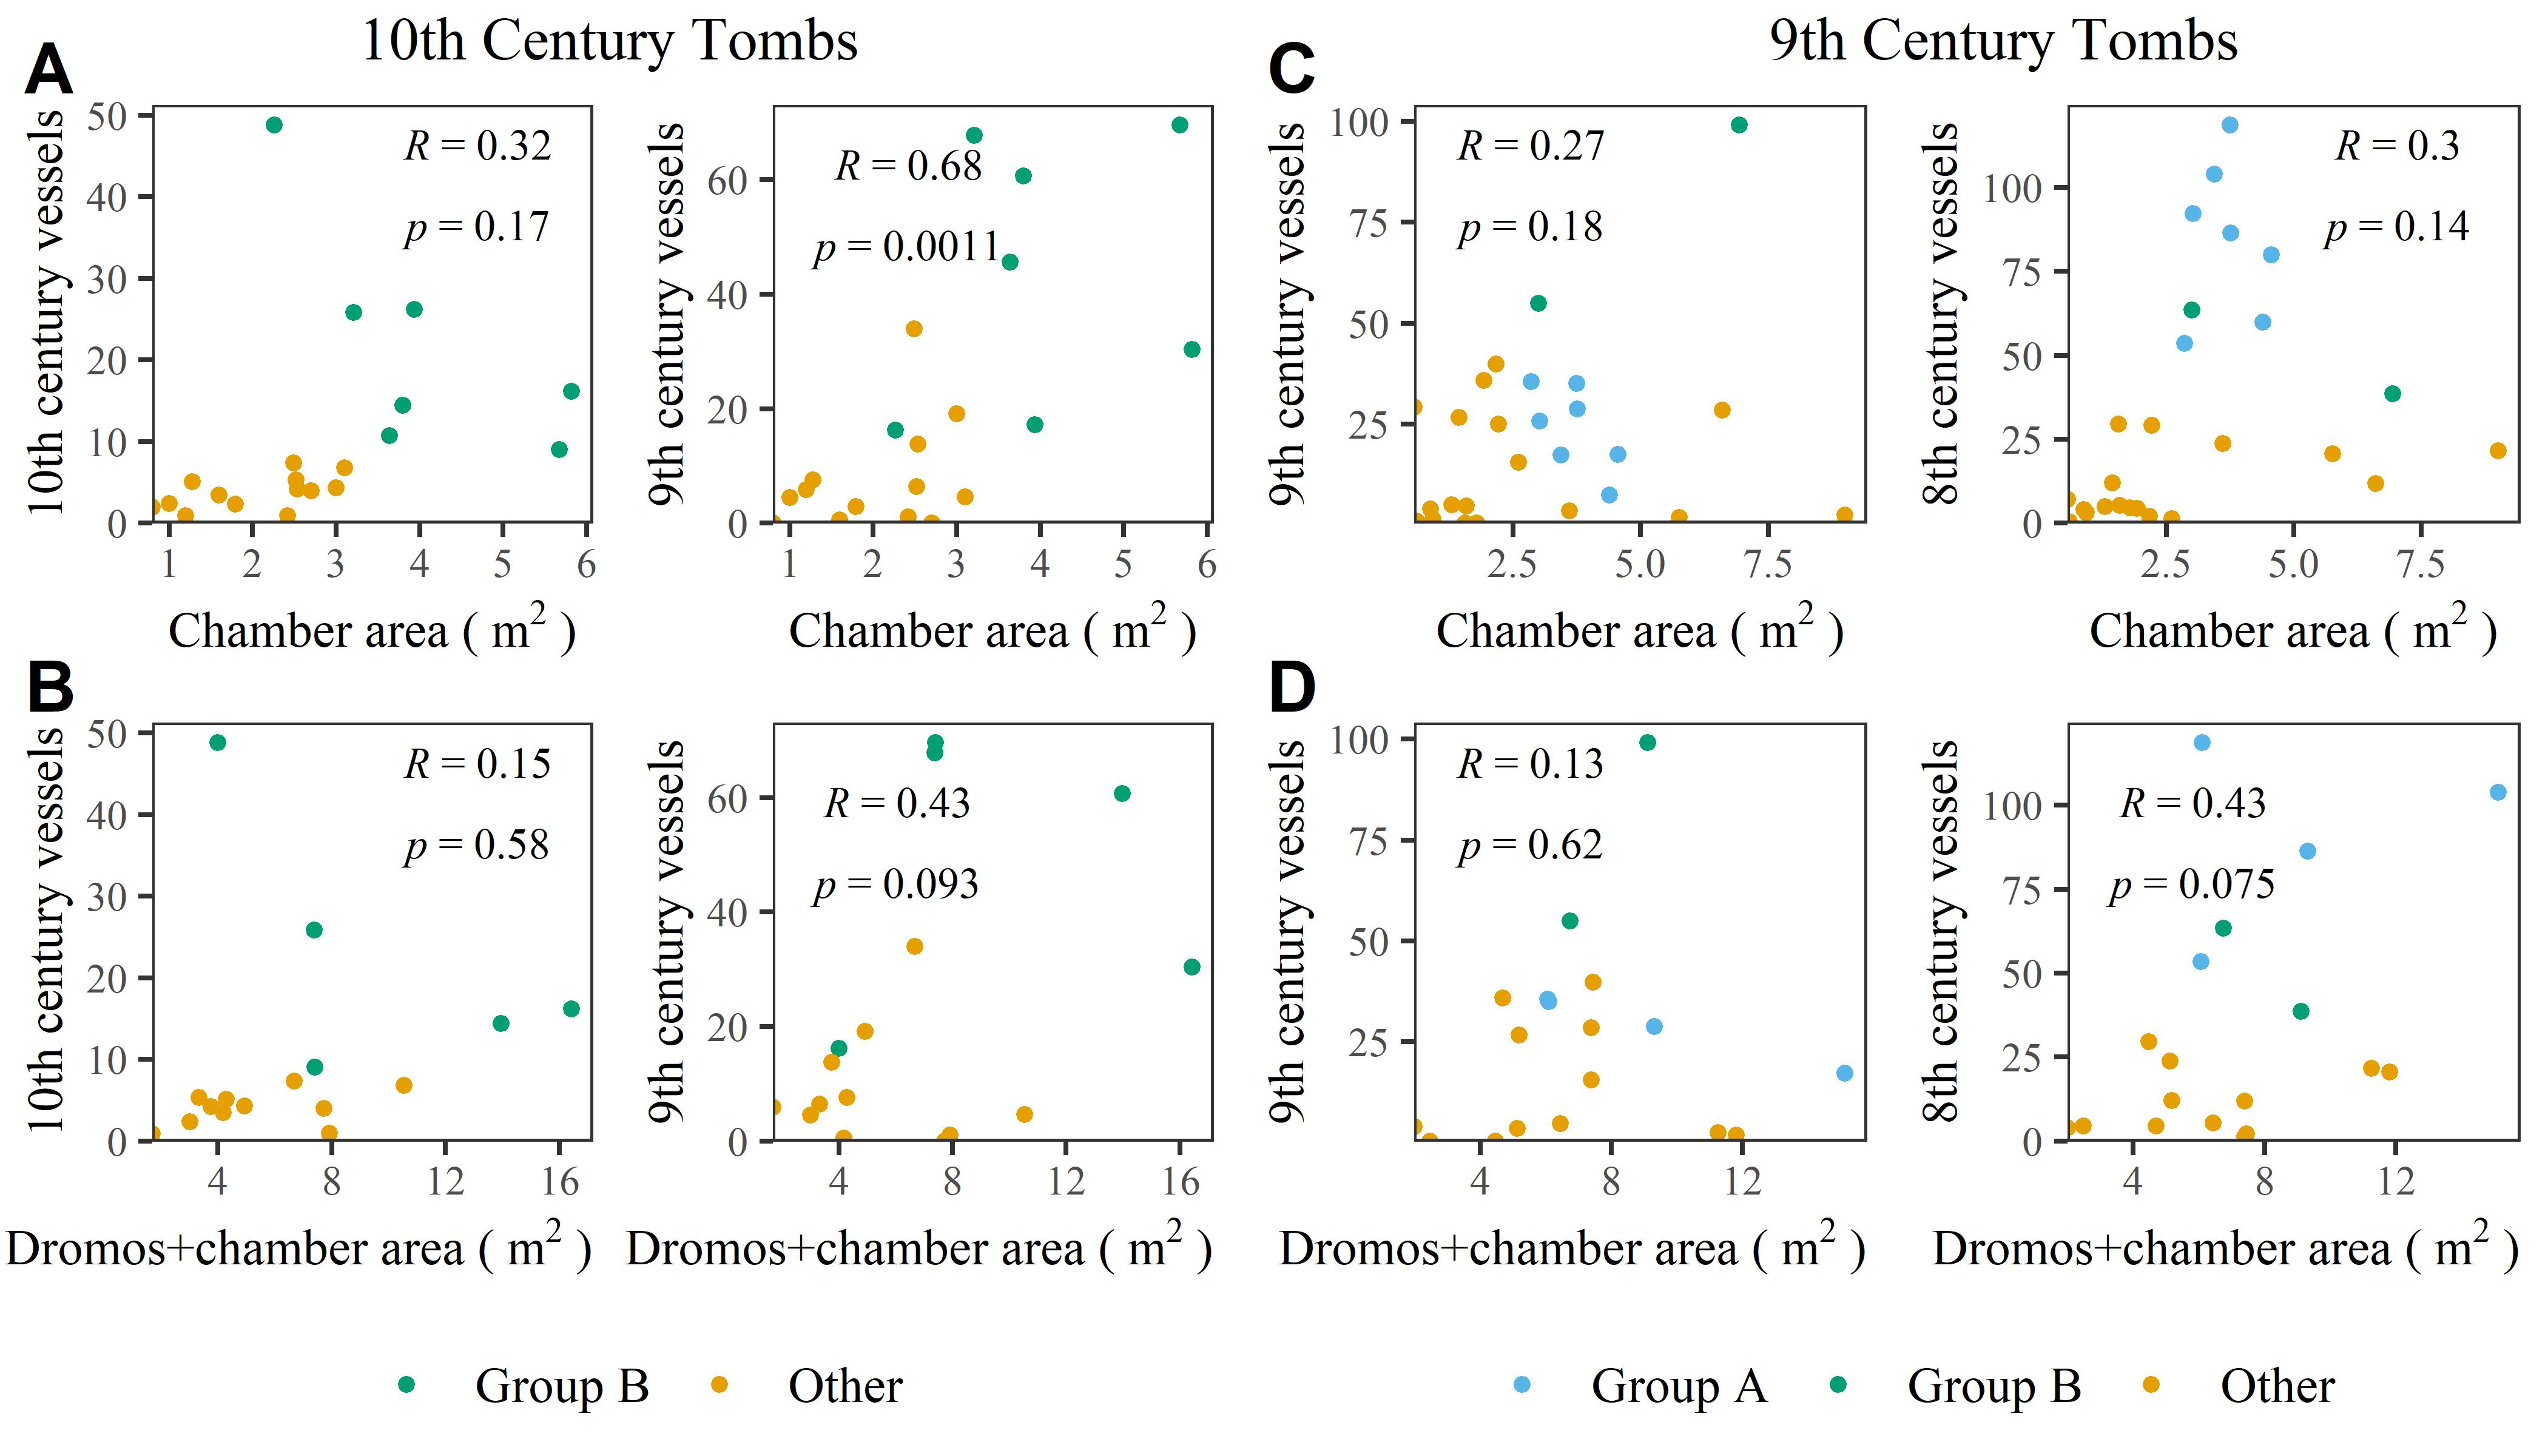 10th Century Tombs
9th Century Tombs
A
10th century vessels
50
40
30
20
10
0
R = 0.32
p = 0.17
1 2 3 4 5 6
Chamber area ( m² )
9th century vessels
60
40
20
0
R = 0.68
p = 0.0011
1 2 3 4 5 6
Chamber area ( m² )
C
9th century vessels
100
75
50
25
R = 0.27
p = 0.18
2.5 5.0 7.5
Chamber area ( m² )
8th century vessels
100
75
50
25
0
R = 0.3
p = 0.14
2.5 5.0 7.5
Chamber area ( m² )
B
10th century vessels
50
40
30
20
10
0
R = 0.15
p = 0.58
4 8 12 16
Dromos+chamber area ( m² )
9th century vessels
60
40
20
0
R = 0.43
p = 0.093
4 8 12 16
Dromos+chamber area ( m² )
D
9th century vessels
100
75
50
25
R = 0.13
p = 0.62
4 8 12
Dromos+chamber area ( m² )
8th century vessels
100
75
50
25
0
R = 0.43
p = 0.075
4 8 12
Dromos+chamber area ( m² )
Group B Other
Group A Group B Other